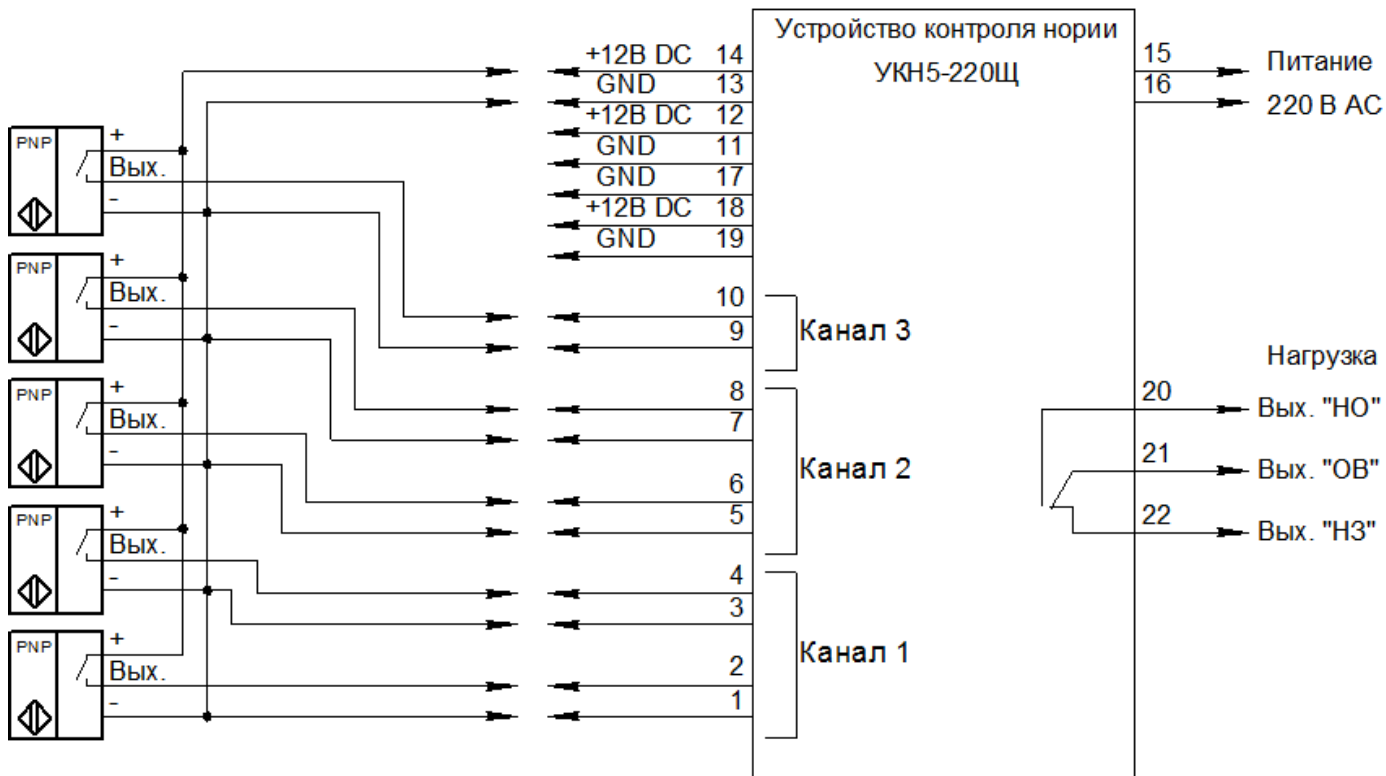 Устройство контроля нории
УКН5-220Щ
+12В DC 14
GND 13
+12В DC 12
GND 11
GND 17
+12В DC 18
GND 19
10
9
Канал 3
8
7
6
5
Канал 2
4
3
2
1
Канал 1
15
16
Питание
220 В АС
Нагрузка
20
Вых. "НО"
21
Вых. "ОВ"
22
Вых. "НЗ"
PNP
+
Вых.
-
PNP
+
Вых.
-
PNP
+
Вых.
-
PNP
+
Вых.
-
PNP
+
Вых.
-